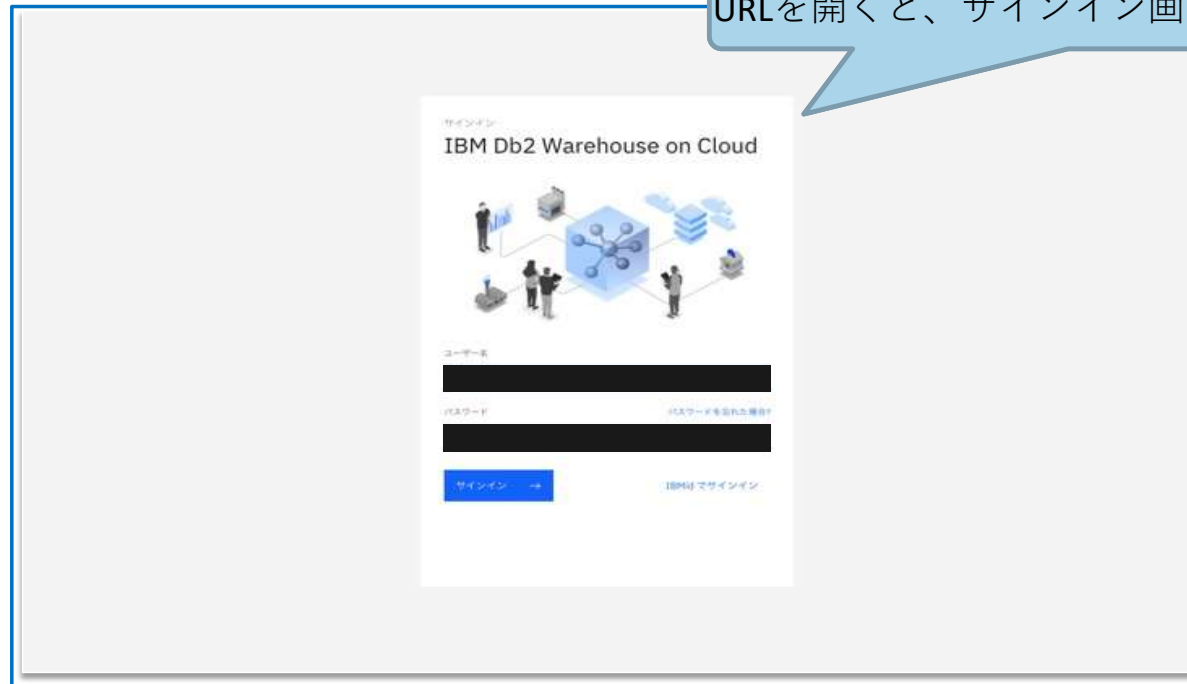 URLを開くと、サインイン画
サインイン
IBM Db2 Warehouse on Cloud
ユーザー名
パスワード
パスワードを忘れた場合?
サインイン →
IBMid でサインイン